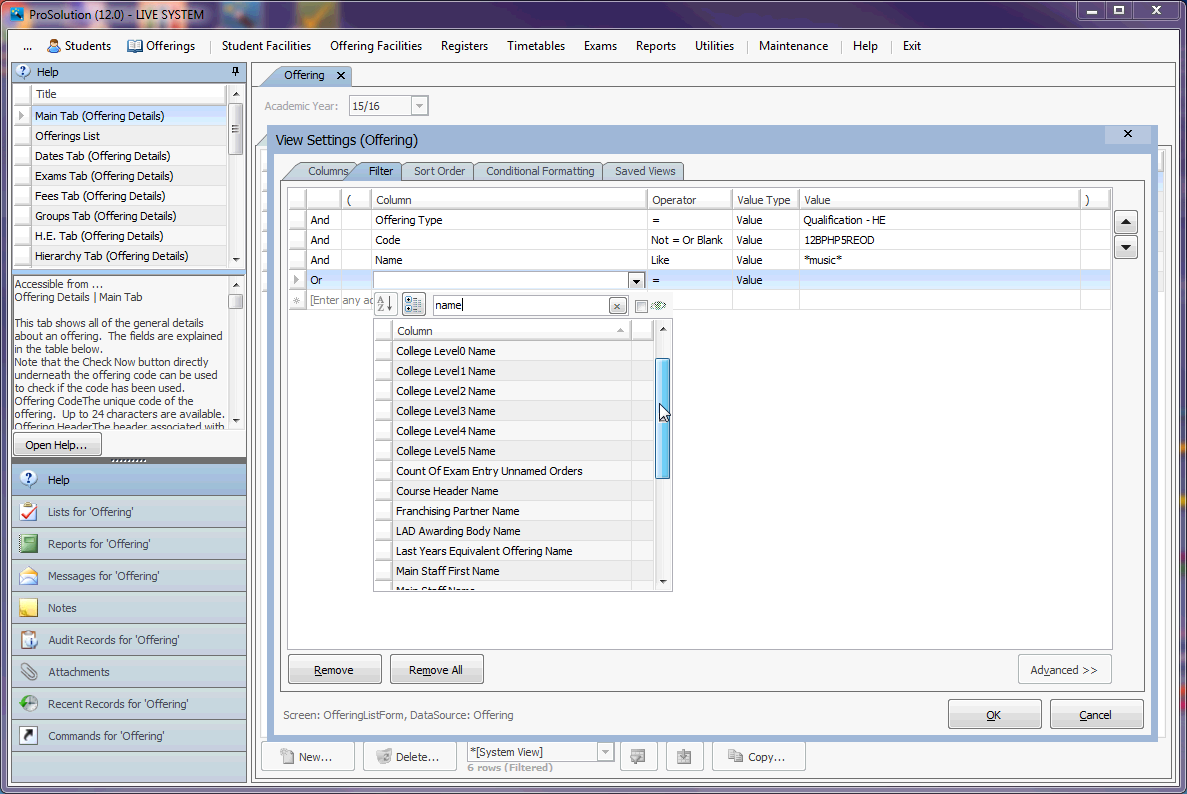 ProSolution (12.0) - LIVE SYSTEM
... Students Offerings Student Facilities Offering Facilities Registers Timetables Exams Reports Utilities Maintenance Help Exit
Help
Title
Main Tab (Offering Details)
Offerings List
Dates Tab (Offering Details)
Exams Tab (Offering Details)
Fees Tab (Offering Details)
Groups Tab (Offering Details)
H.E. Tab (Offering Details)
Hierarchy Tab (Offering Details)
Accessible from ...
Offering Details | Main Tab
This tab shows all of the general details
about an offering. The fields are explained
in the table below.
Note that the Check Now button directly
underneath the offering code can be used
to check if the code has been used.
Offering CodeThe unique code of the
offering. Up to 24 characters are available.
Offering HeaderThe header associated with
Open Help...
Help
Lists for 'Offering'
Reports for 'Offering'
Messages for 'Offering'
Notes
Audit Records for 'Offering'
Attachments
Recent Records for 'Offering'
Commands for 'Offering'
Offering
Academic Year: 15/16
View Settings (Offering)
Columns Filter Sort Order Conditional Formatting Saved Views
( Column Operator Value Type Value )
And Offering Type = Value Qualification - HE
And Code Not = Or Blank Value 12BPHP5REOD
And Name Like Value *music*
Or = Value
[Enter any ad
name
Column
College Level0 Name
College Level1 Name
College Level2 Name
College Level3 Name
College Level4 Name
College Level5 Name
Count Of Exam Entry Unnamed Orders
Course Header Name
Franchising Partner Name
LAD Awarding Body Name
Last Years Equivalent Offering Name
Main Staff First Name
Main Staff Name
Remove Remove All Advanced >>
Screen: OfferingListForm, DataSource: Offering
OK Cancel
New... Delete... *[System View] Copy...
6 rows (Filtered)